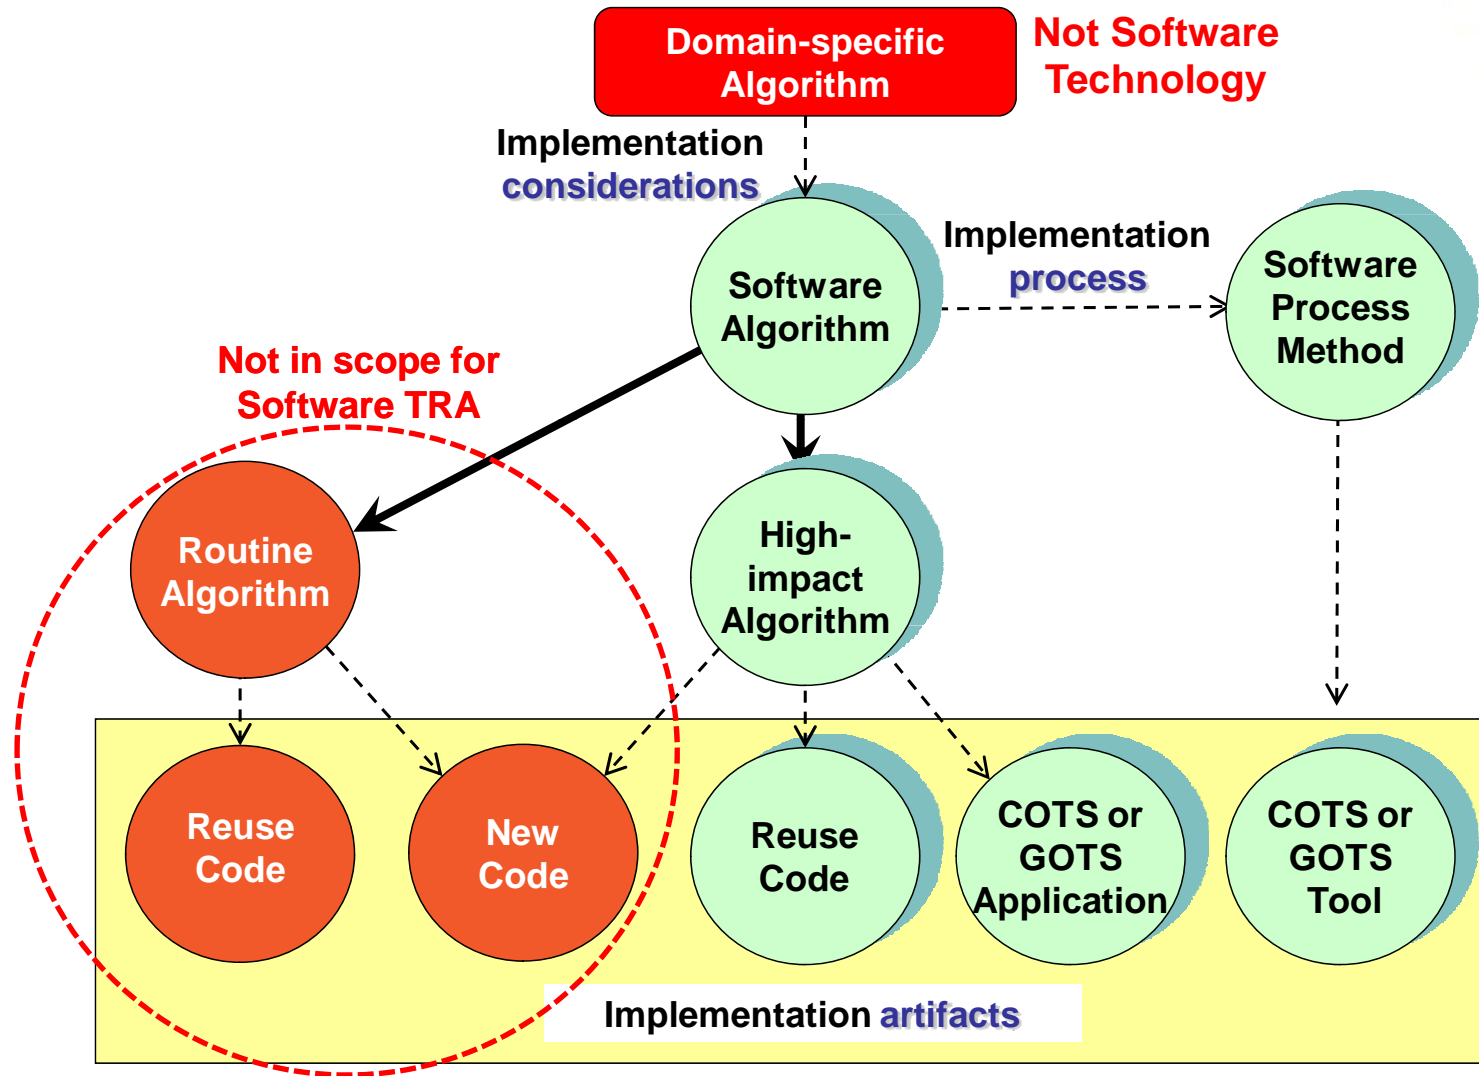 Domain-specific
Algorithm
Not Software
Technology
Implementation
considerations
Software
Algorithm
Implementation
process
Software
Process
Method
Not in scope for
Software TRA
Routine
Algorithm
High-
impact
Algorithm
Reuse
Code
New
Code
Reuse
Code
COTS or
GOTS
Application
COTS or
GOTS
Tool
Implementation artifacts